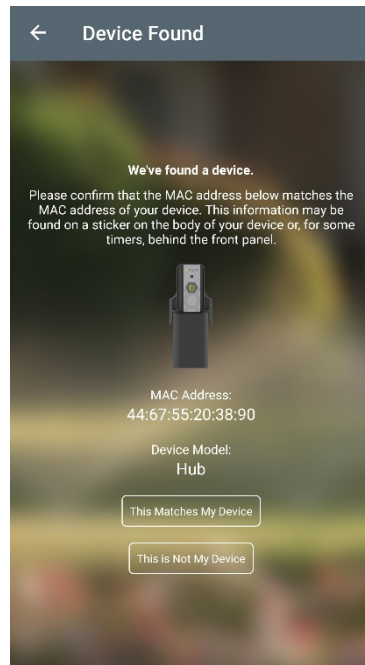 Device Found
We've found a device.
Please confirm that the MAC address below matches the
MAC address of your device. This information may be
found on a sticker on the body of your device or, for some
timers, behind the front panel.
MAC Address:
44:67:55:20:38:90
Device Model:
Hub
This Matches My Device
This is Not My Device